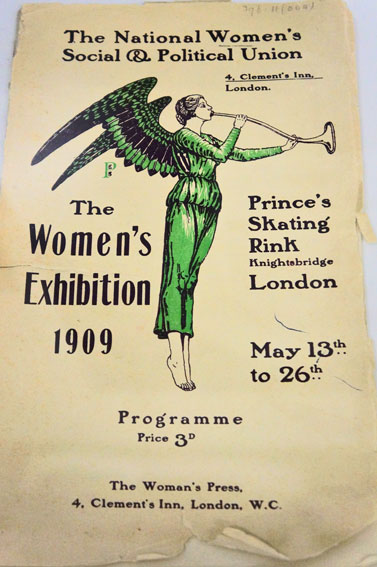 The National Women's
Social & Political Union
4, Clement's Inn,
London.
The
Women's
Exhibition
1909
Prince's
Skating
Rink
Knightsbridge
London
May 13th
to 26th
Programme
Price 3D
The Woman's Press,
4, Clement's Inn, London, W.C.